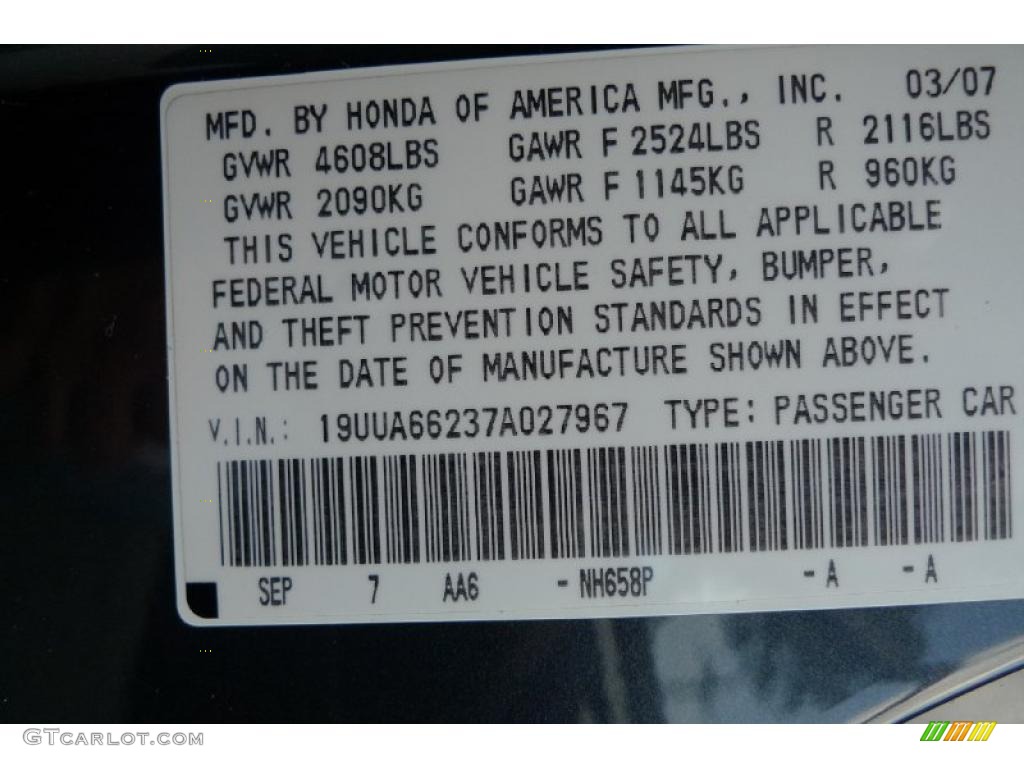 MFD. BY HONDA OF AMERICA MFG., INC. 03/07
GVWR 4608LBS GAWR F 2524LBS R 2116LBS
GVWR 2090KG GAWR F 1145KG R 960KG
THIS VEHICLE CONFORMS TO ALL APPLICABLE
FEDERAL MOTOR VEHICLE SAFETY, BUMPER,
AND THEFT PREVENTION STANDARDS IN EFFECT
ON THE DATE OF MANUFACTURE SHOWN ABOVE.
V.I.N.: 19UUA66237A027967 TYPE: PASSENGER CAR
SEP 7 AA6 -NH658P -A -A
GTCARLOT.COM